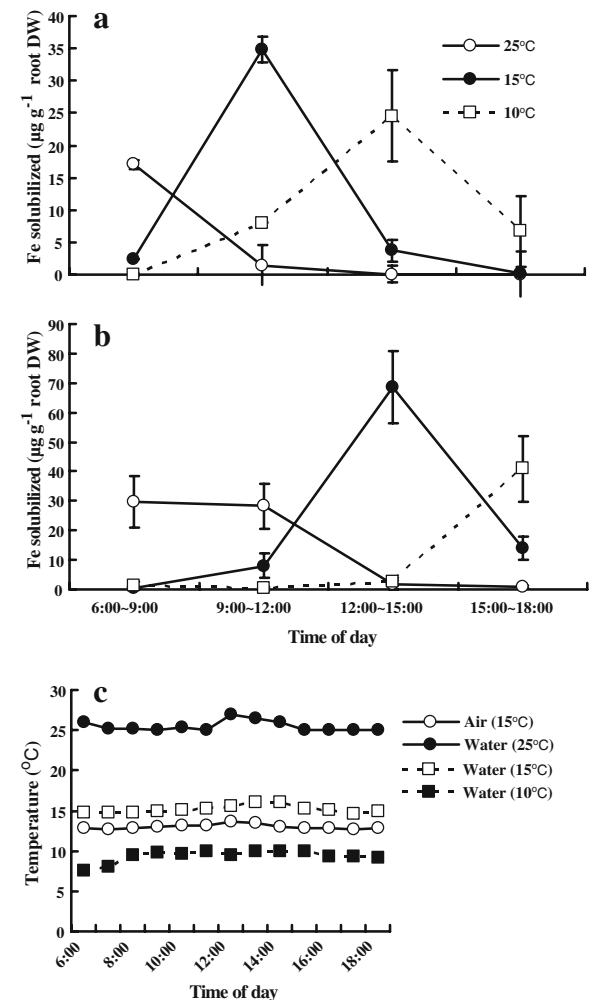 a
40
35
30
25
20
15
10
5
0
Fe solubilized (µg g⁻¹ root DW)
25°C
15°C
10°C
b
90
80
70
60
50
40
30
20
10
0
Fe solubilized (µg g⁻¹ root DW)
6:00~9:00 9:00~12:00 12:00~15:00 15:00~18:00
Time of day
c
30
25
20
15
10
5
0
Temperature (°C)
Air (15°C)
Water (25°C)
Water (15°C)
Water (10°C)
6:00 8:00 10:00 12:00 14:00 16:00 18:00
Time of day